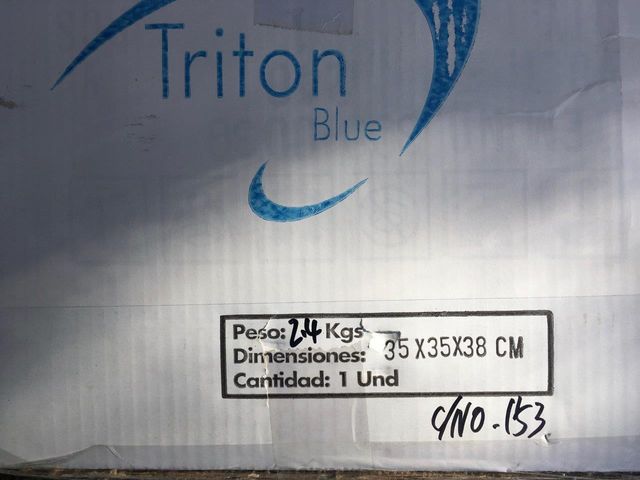 Triton
Blue
Peso: 2.4 Kgs
Dimensiones: 35X35X38 CM
Cantidad: 1 Und
C/NO.153